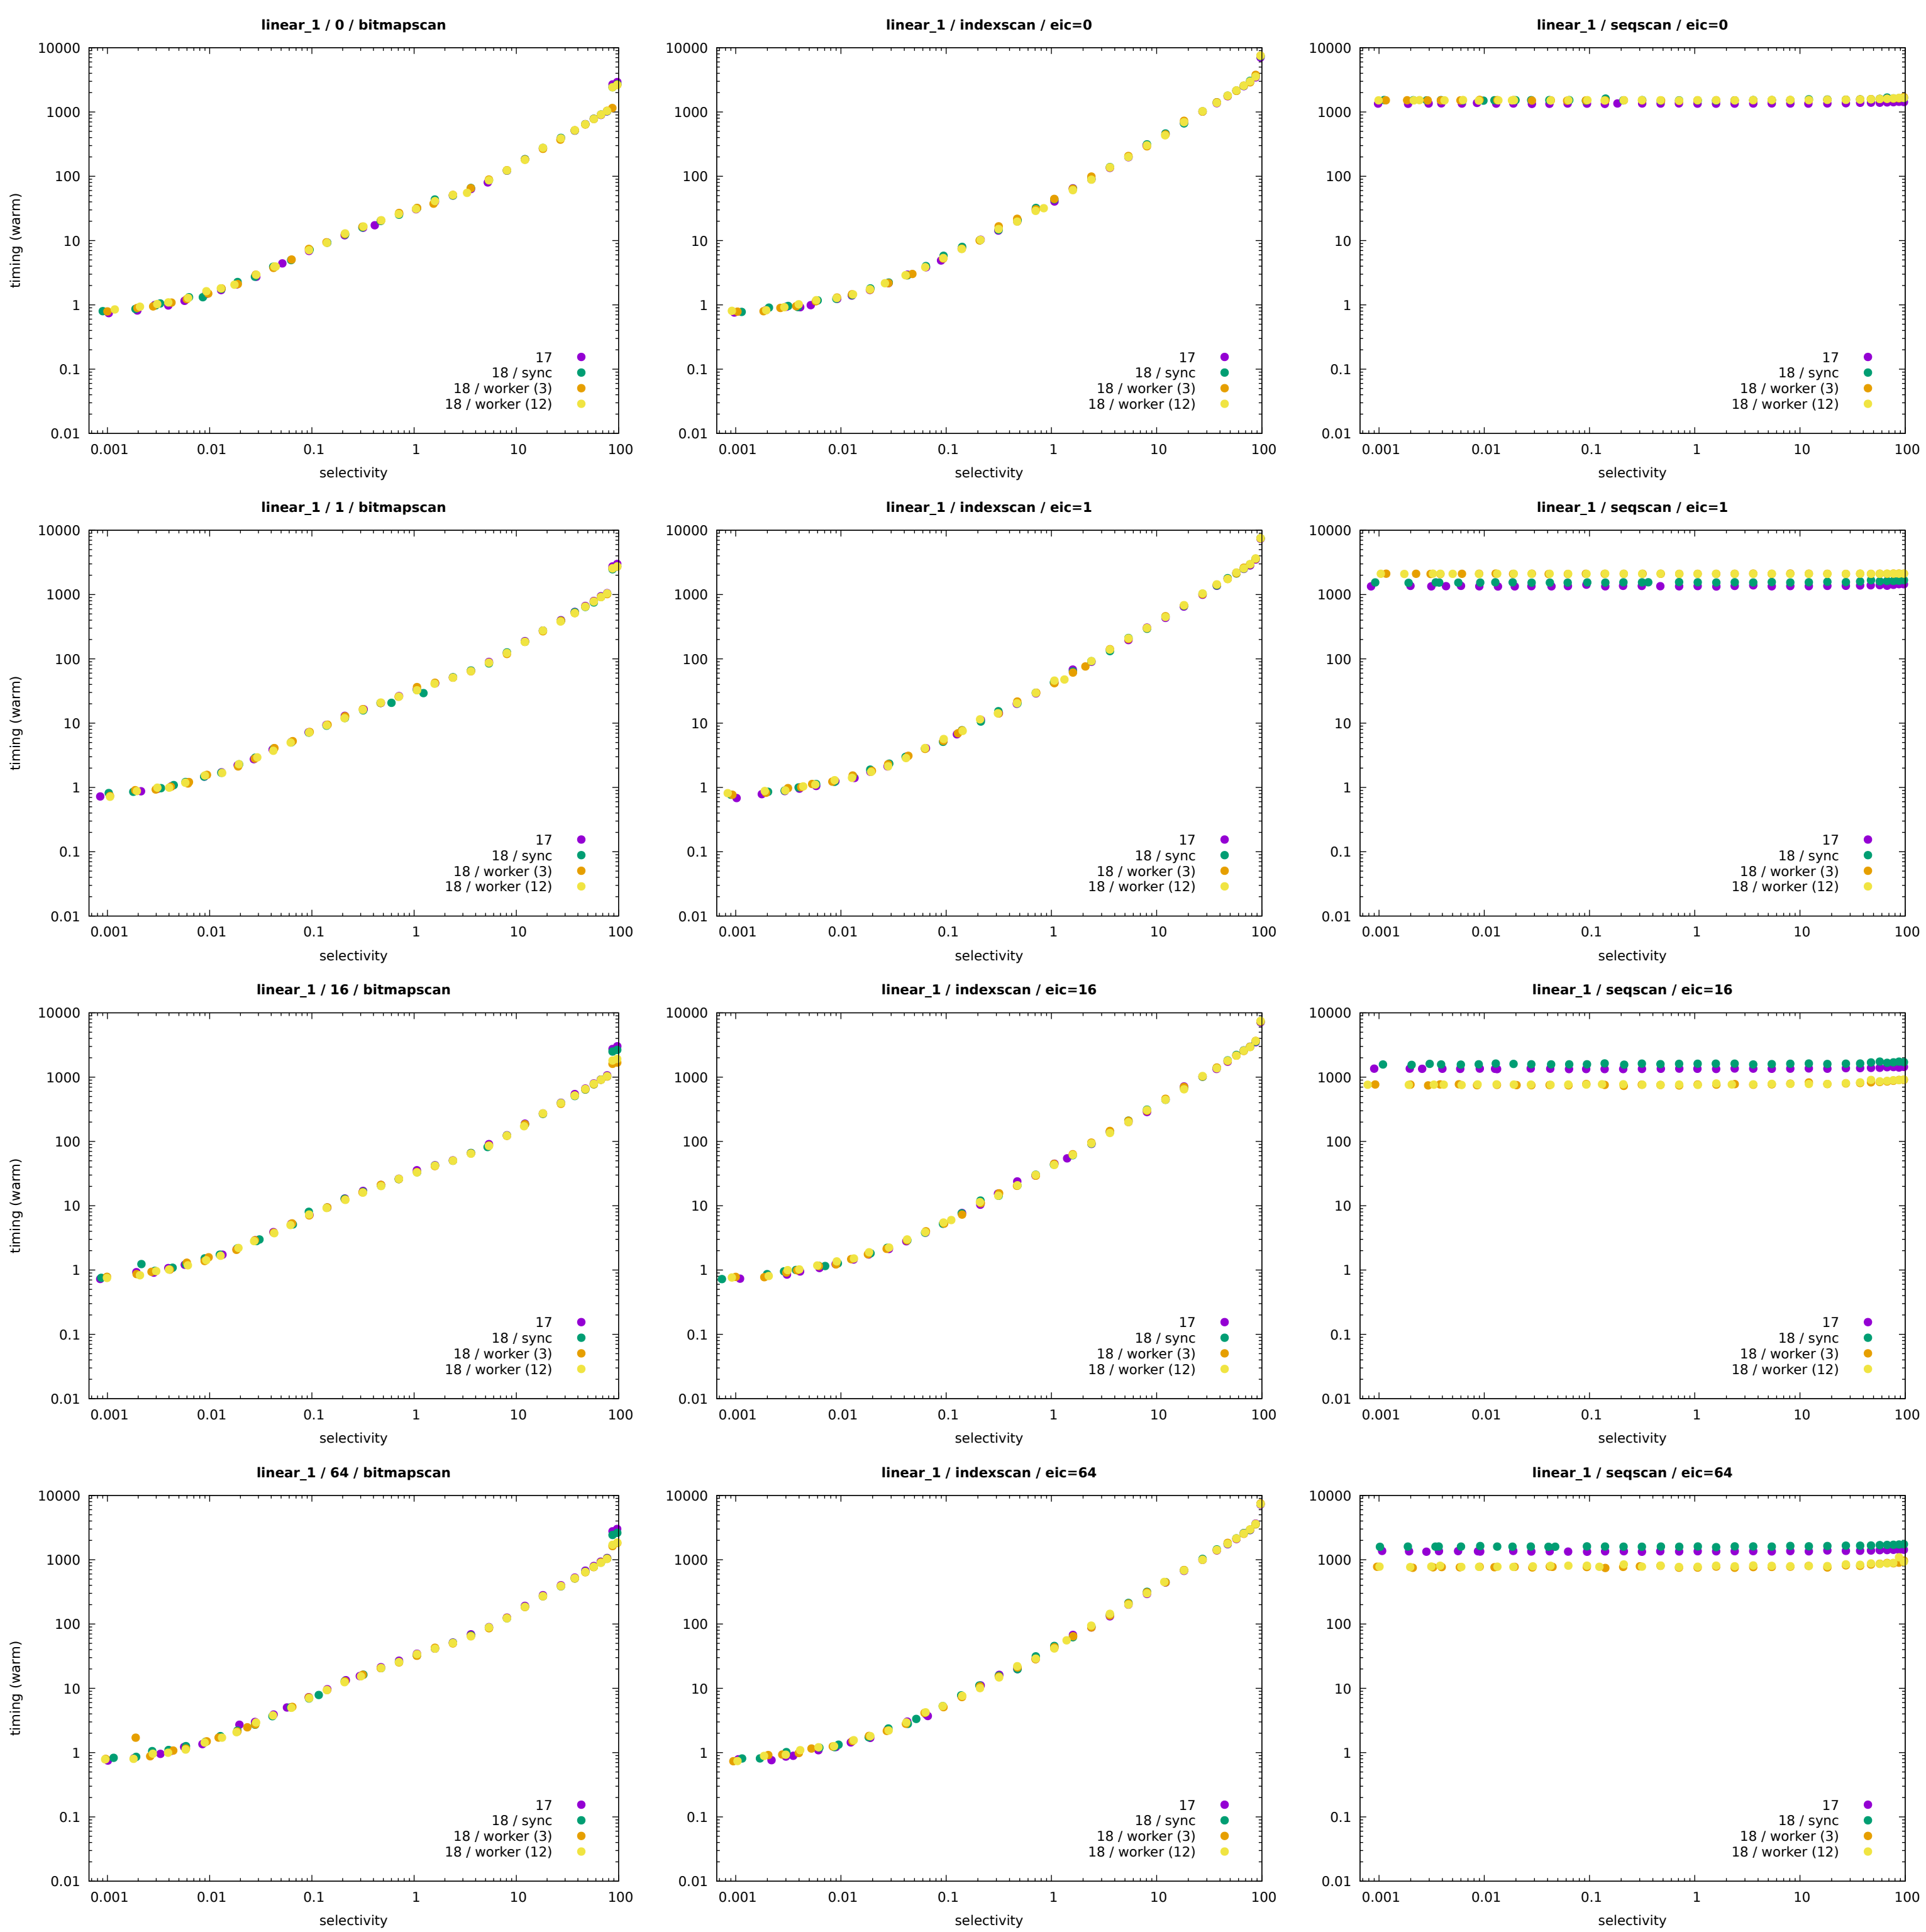 linear_1 / 0 / bitmapscan
10000
1000
100
10
1
0.1
0.01
timing (warm)
17
18 / sync
18 / worker (3)
18 / worker (12)
0.001 0.01 0.1 1 10 100
selectivity
linear_1 / indexscan / eic=0
10000
1000
100
10
1
0.1
0.01
17
18 / sync
18 / worker (3)
18 / worker (12)
0.001 0.01 0.1 1 10 100
selectivity
linear_1 / seqscan / eic=0
10000
1000
100
10
1
0.1
0.01
17
18 / sync
18 / worker (3)
18 / worker (12)
0.001 0.01 0.1 1 10 100
selectivity
linear_1 / 1 / bitmapscan
10000
1000
100
10
1
0.1
0.01
timing (warm)
17
18 / sync
18 / worker (3)
18 / worker (12)
0.001 0.01 0.1 1 10 100
selectivity
linear_1 / indexscan / eic=1
10000
1000
100
10
1
0.1
0.01
17
18 / sync
18 / worker (3)
18 / worker (12)
0.001 0.01 0.1 1 10 100
selectivity
linear_1 / seqscan / eic=1
10000
1000
100
10
1
0.1
0.01
17
18 / sync
18 / worker (3)
18 / worker (12)
0.001 0.01 0.1 1 10 100
selectivity
linear_1 / 16 / bitmapscan
10000
1000
100
10
1
0.1
0.01
timing (warm)
17
18 / sync
18 / worker (3)
18 / worker (12)
0.001 0.01 0.1 1 10 100
selectivity
linear_1 / indexscan / eic=16
10000
1000
100
10
1
0.1
0.01
17
18 / sync
18 / worker (3)
18 / worker (12)
0.001 0.01 0.1 1 10 100
selectivity
linear_1 / seqscan / eic=16
10000
1000
100
10
1
0.1
0.01
17
18 / sync
18 / worker (3)
18 / worker (12)
0.001 0.01 0.1 1 10 100
selectivity
linear_1 / 64 / bitmapscan
10000
1000
100
10
1
0.1
0.01
timing (warm)
17
18 / sync
18 / worker (3)
18 / worker (12)
0.001 0.01 0.1 1 10 100
selectivity
linear_1 / indexscan / eic=64
10000
1000
100
10
1
0.1
0.01
17
18 / sync
18 / worker (3)
18 / worker (12)
0.001 0.01 0.1 1 10 100
selectivity
linear_1 / seqscan / eic=64
10000
1000
100
10
1
0.1
0.01
17
18 / sync
18 / worker (3)
18 / worker (12)
0.001 0.01 0.1 1 10 100
selectivity